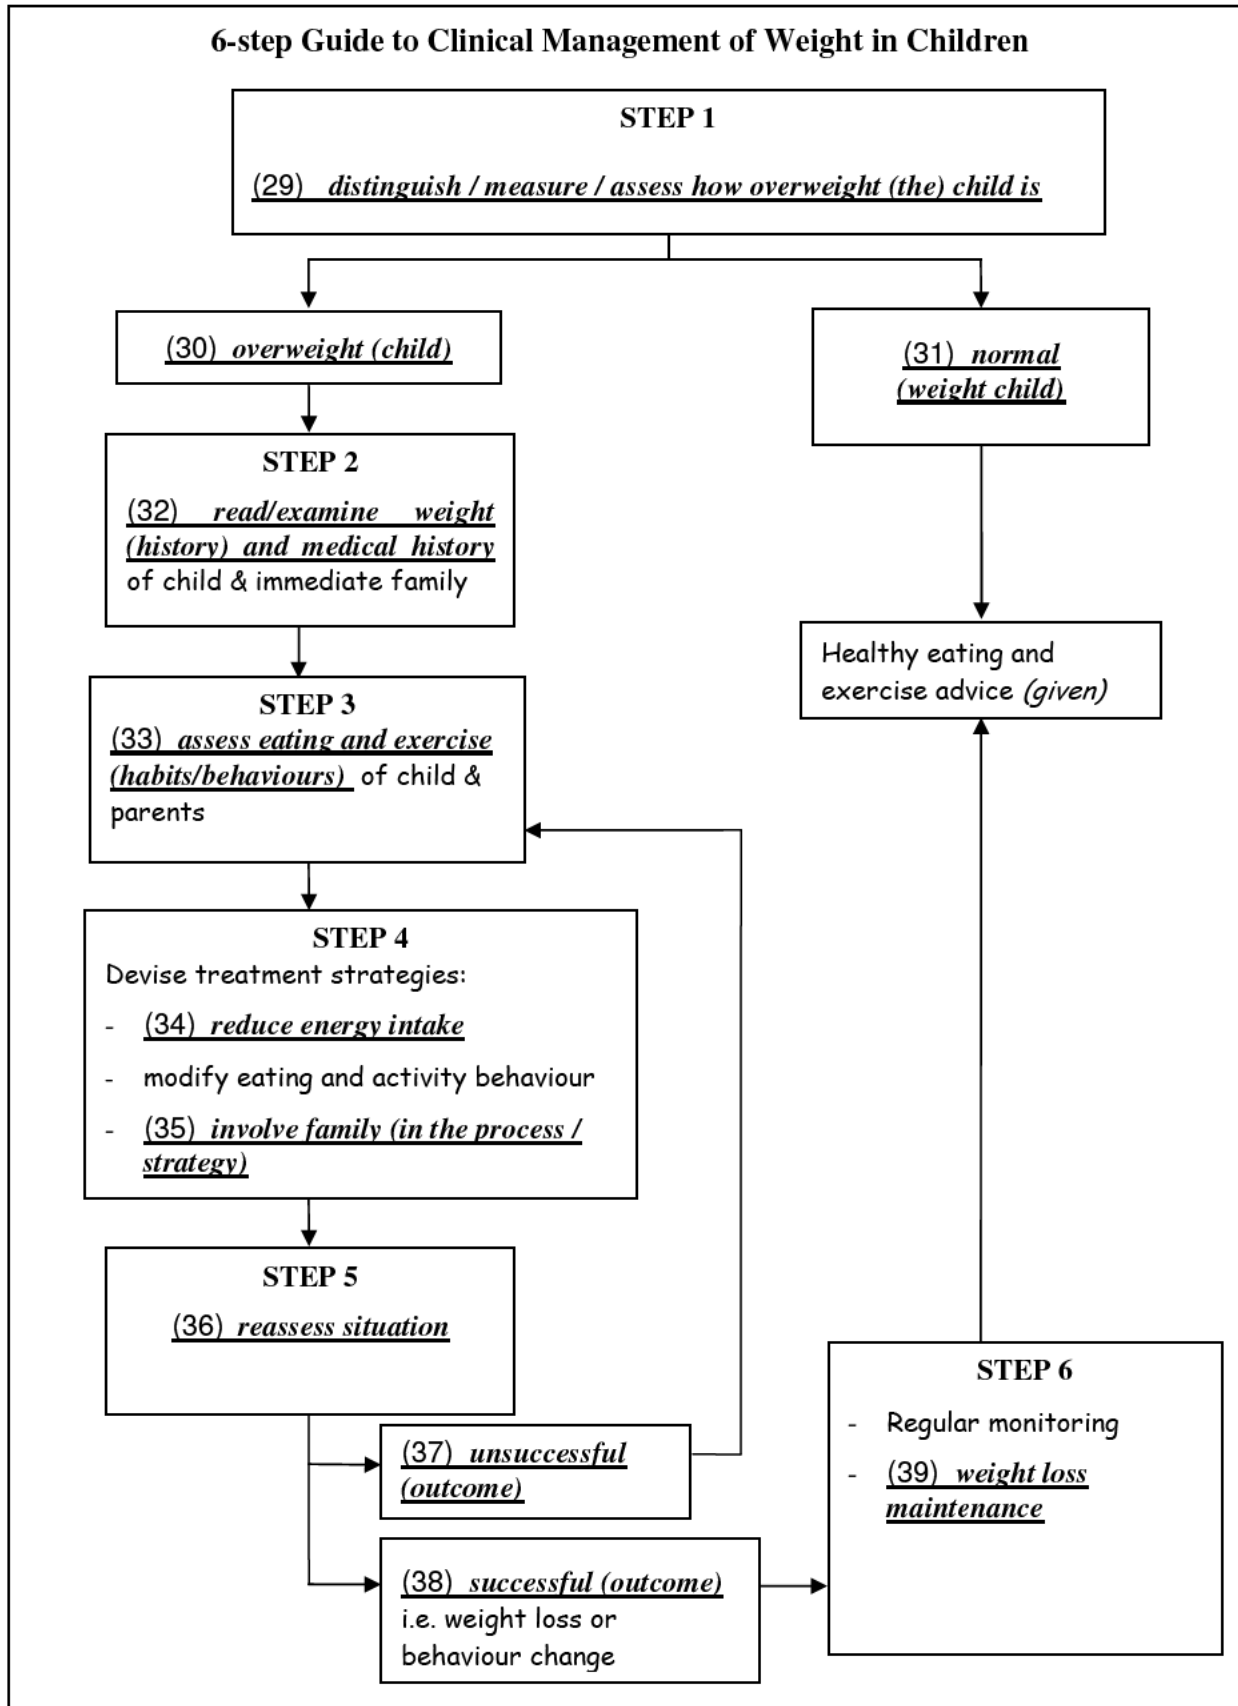 6-step Guide to Clinical Management of Weight in Children
STEP 1
(29) distinguish / measure / assess how overweight (the) child is
(30) overweight (child)
(31) normal
(weight child)
STEP 2
(32) read/examine weight
(history) and medical history
of child & immediate family
Healthy eating and
exercise advice (given)
STEP 3
(33) assess eating and exercise
(habits/behaviours) of child &
parents
STEP 4
Devise treatment strategies:
- (34) reduce energy intake
- modify eating and activity behaviour
- (35) involve family (in the process /
strategy)
STEP 5
(36) reassess situation
(37) unsuccessful
(outcome)
(38) successful (outcome)
i.e. weight loss or
behaviour change
STEP 6
- Regular monitoring
- (39) weight loss
maintenance